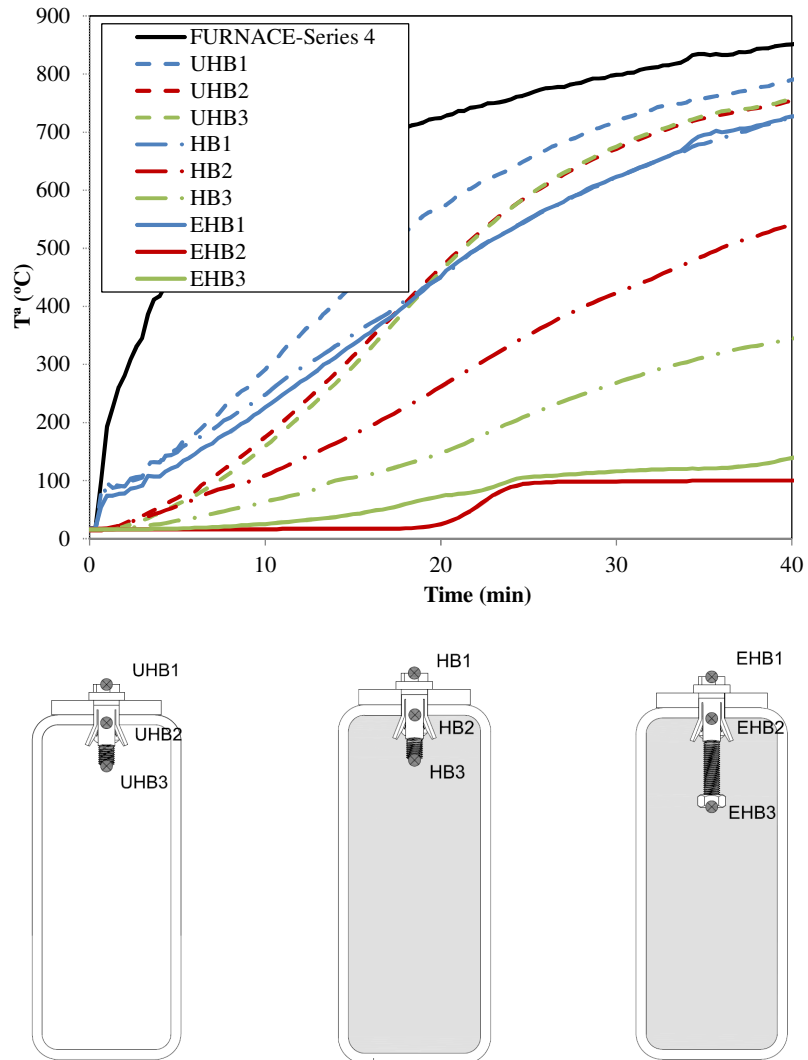 900
800
700
600
500
400
300
200
100
0
Tª (ºC)
FURNACE-Series 4
UHB1
UHB2
UHB3
HB1
HB2
HB3
EHB1
EHB2
EHB3
0 10 20 30 40
Time (min)
UHB1
UHB2
UHB3
HB1
HB2
HB3
EHB1
EHB2
EHB3